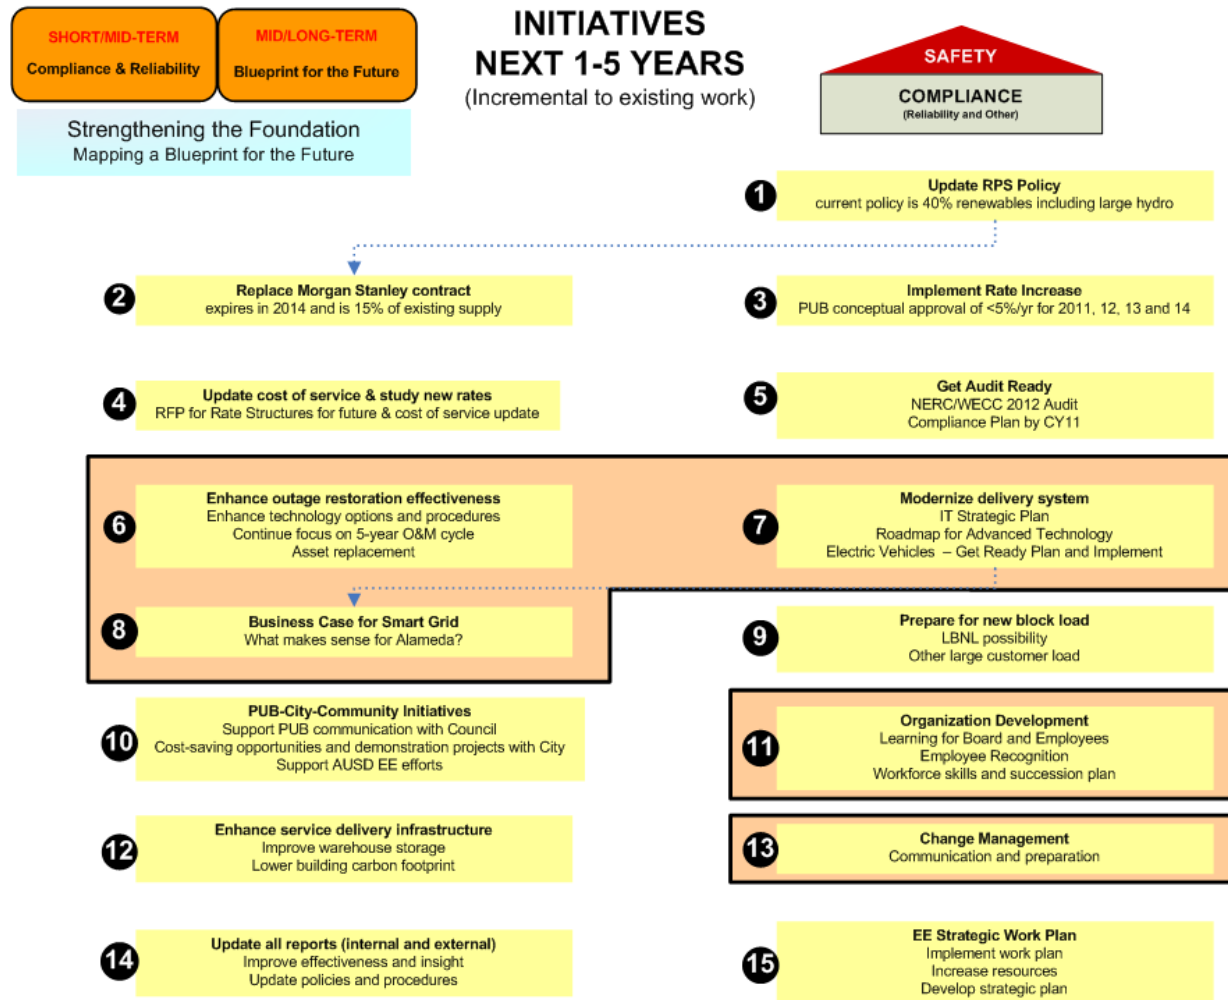 SHORT/MID-TERM
Compliance & Reliability
MID/LONG-TERM
Blueprint for the Future
Strengthening the Foundation
Mapping a Blueprint for the Future
INITIATIVES
NEXT 1-5 YEARS
(Incremental to existing work)
SAFETY
COMPLIANCE
(Reliability and Other)
1
Update RPS Policy
current policy is 40% renewables including large hydro
2
Replace Morgan Stanley contract
expires in 2014 and is 15% of existing supply
3
Implement Rate Increase
PUB conceptual approval of <5%/yr for 2011, 12, 13 and 14
4
Update cost of service & study new rates
RFP for Rate Structures for future & cost of service update
5
Get Audit Ready
NERC/WECC 2012 Audit
Compliance Plan by CY11
6
Enhance outage restoration effectiveness
Enhance technology options and procedures
Continue focus on 5-year O&M cycle
Asset replacement
7
Modernize delivery system
IT Strategic Plan
Roadmap for Advanced Technology
Electric Vehicles – Get Ready Plan and Implement
8
Business Case for Smart Grid
What makes sense for Alameda?
9
Prepare for new block load
LBNL possibility
Other large customer load
10
PUB-City-Community Initiatives
Support PUB communication with Council
Cost-saving opportunities and demonstration projects with City
Support AUSD EE efforts
11
Organization Development
Learning for Board and Employees
Employee Recognition
Workforce skills and succession plan
12
Enhance service delivery infrastructure
Improve warehouse storage
Lower building carbon footprint
13
Change Management
Communication and preparation
14
Update all reports (internal and external)
Improve effectiveness and insight
Update policies and procedures
15
EE Strategic Work Plan
Implement work plan
Increase resources
Develop strategic plan